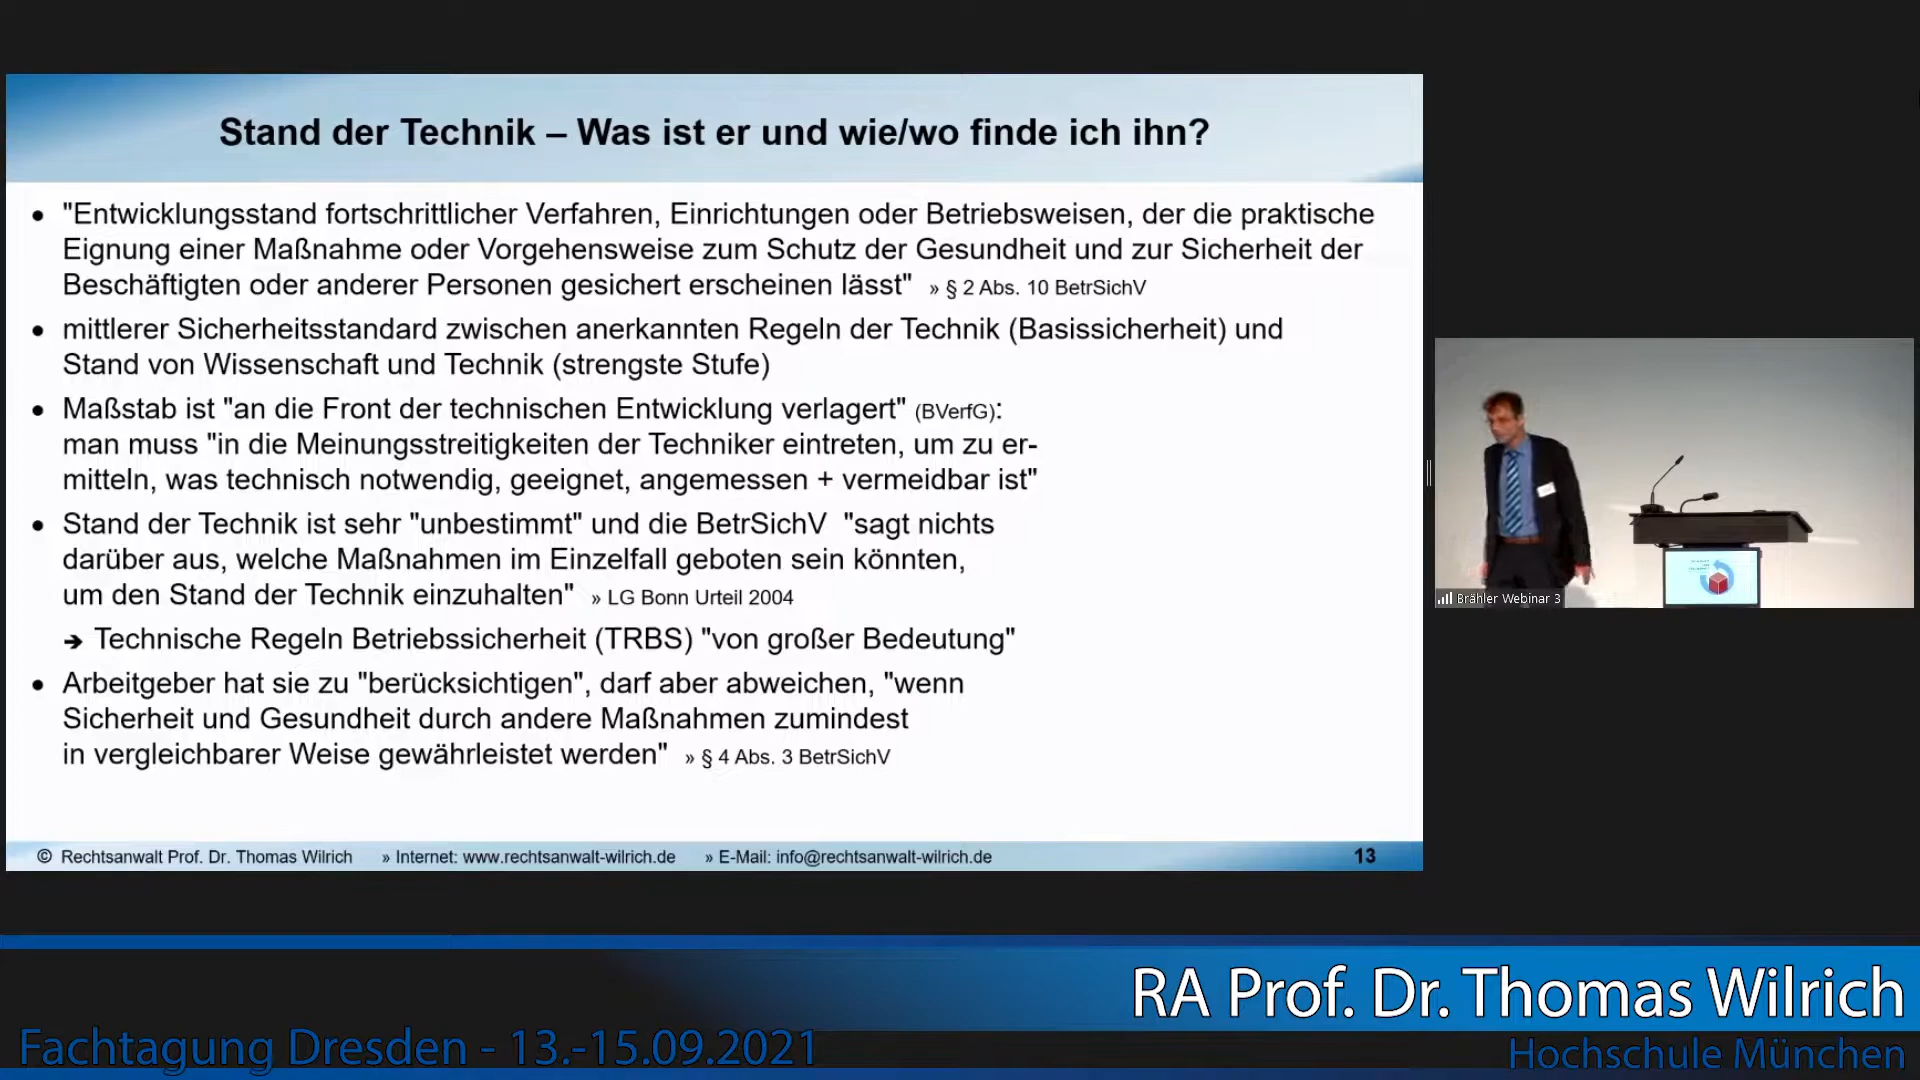 Stand der Technik – Was ist er und wie/wo finde ich ihn?
• "Entwicklungsstand fortschrittlicher Verfahren, Einrichtungen oder Betriebsweisen, der die praktische
Eignung einer Maßnahme oder Vorgehensweise zum Schutz der Gesundheit und zur Sicherheit der
Beschäftigten oder anderer Personen gesichert erscheinen lässt" » § 2 Abs. 10 BetrSichV
• mittlerer Sicherheitsstandard zwischen anerkannten Regeln der Technik (Basissicherheit) und
Stand von Wissenschaft und Technik (strengste Stufe)
• Maßstab ist "an die Front der technischen Entwicklung verlagert" (BVerfG):
man muss "in die Meinungsstreitigkeiten der Techniker eintreten, um zu er-
mitteln, was technisch notwendig, geeignet, angemessen + vermeidbar ist"
• Stand der Technik ist sehr "unbestimmt" und die BetrSichV "sagt nichts
darüber aus, welche Maßnahmen im Einzelfall geboten sein könnten,
um den Stand der Technik einzuhalten" » LG Bonn Urteil 2004
➔ Technische Regeln Betriebssicherheit (TRBS) "von großer Bedeutung"
• Arbeitgeber hat sie zu "berücksichtigen", darf aber abweichen, "wenn
Sicherheit und Gesundheit durch andere Maßnahmen zumindest
in vergleichbarer Weise gewährleistet werden" » § 4 Abs. 3 BetrSichV
© Rechtsanwalt Prof. Dr. Thomas Wilrich » Internet: www.rechtsanwalt-wilrich.de » E-Mail: info@rechtsanwalt-wilrich.de 13
Brähler Webinar 3
RA Prof. Dr. Thomas Wilrich
Fachtagung Dresden - 13.-15.09.2021
Hochschule München